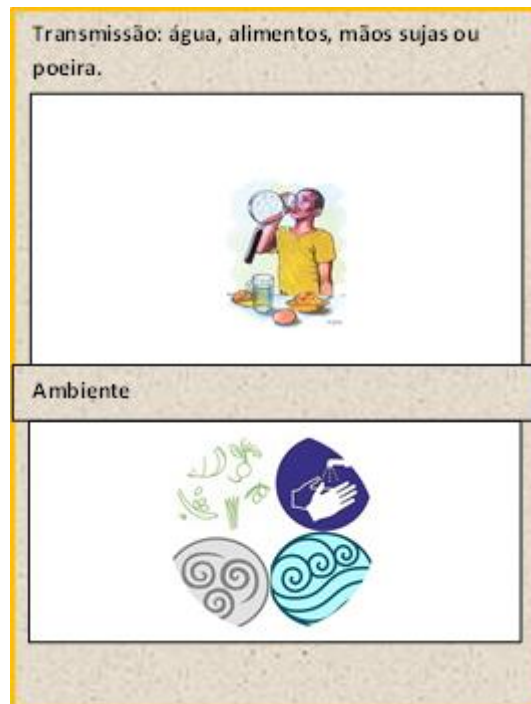 Transmissão: água, alimentos, mãos sujas ou
poeira.
Ambiente